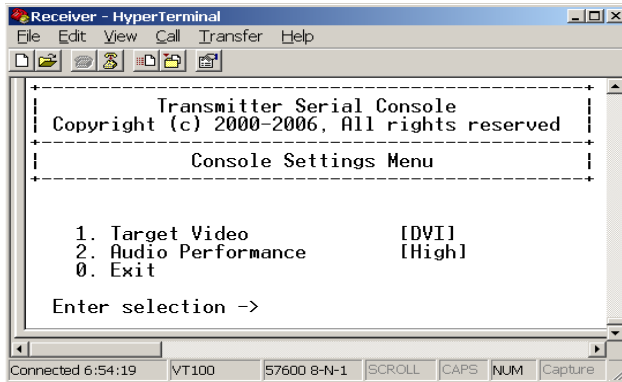 Receiver - HyperTerminal
File Edit View Call Transfer Help
Transmitter Serial Console
Copyright (c) 2000-2006, All rights reserved
Console Settings Menu
1. Target Video [DVI]
2. Audio Performance [High]
0. Exit
Enter selection ->
Connected 6:54:19 VT100 57600 8-N-1 SCROLL CAPS NUM Capture